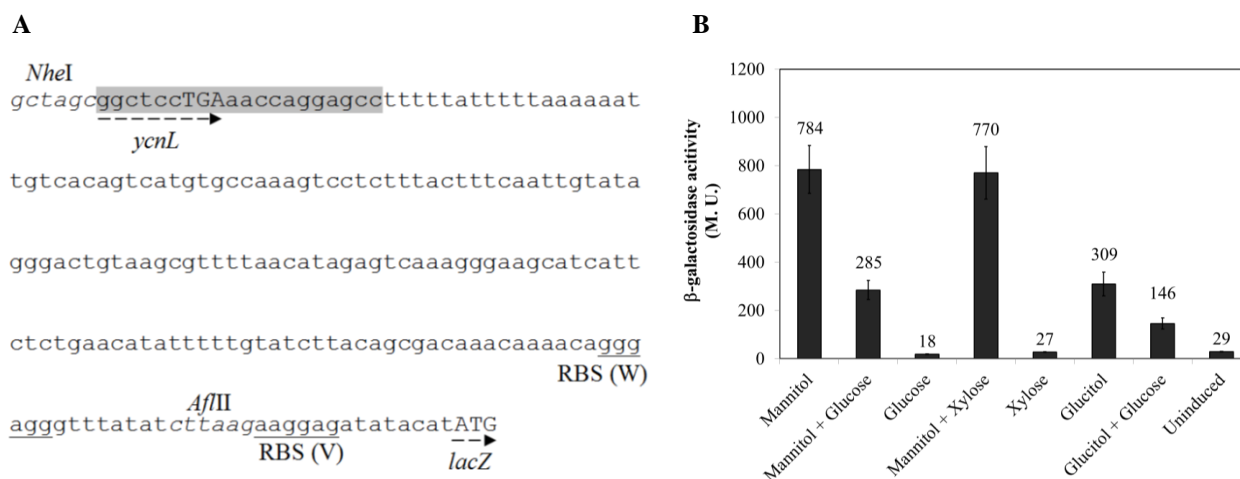 A
NheI
gctagcggctccTGAaaccaggagcctttttatttttaaaaaat
ycnL
tgtcacagtcatgtgccaaagtcctctttactttcaattgtata
gggactgtaagcgttttaacatagagtcaaagggaagcatcatt
ctctgaacatatttttgtatcttacagcgacaaacaaaacaggg
RBS (W)
AflII
agggtttatatcttaagaaggagatatacatATG
RBS (V)
lacZ
B
β-galactosidase acitivity
(M. U.)
1200
1000
800
600
400
200
0
784
285
18
770
27
309
146
29
Mannitol
Mannitol + Glucose
Glucose
Mannitol + Xylose
Xylose
Glucitol
Glucitol + Glucose
Uninduced